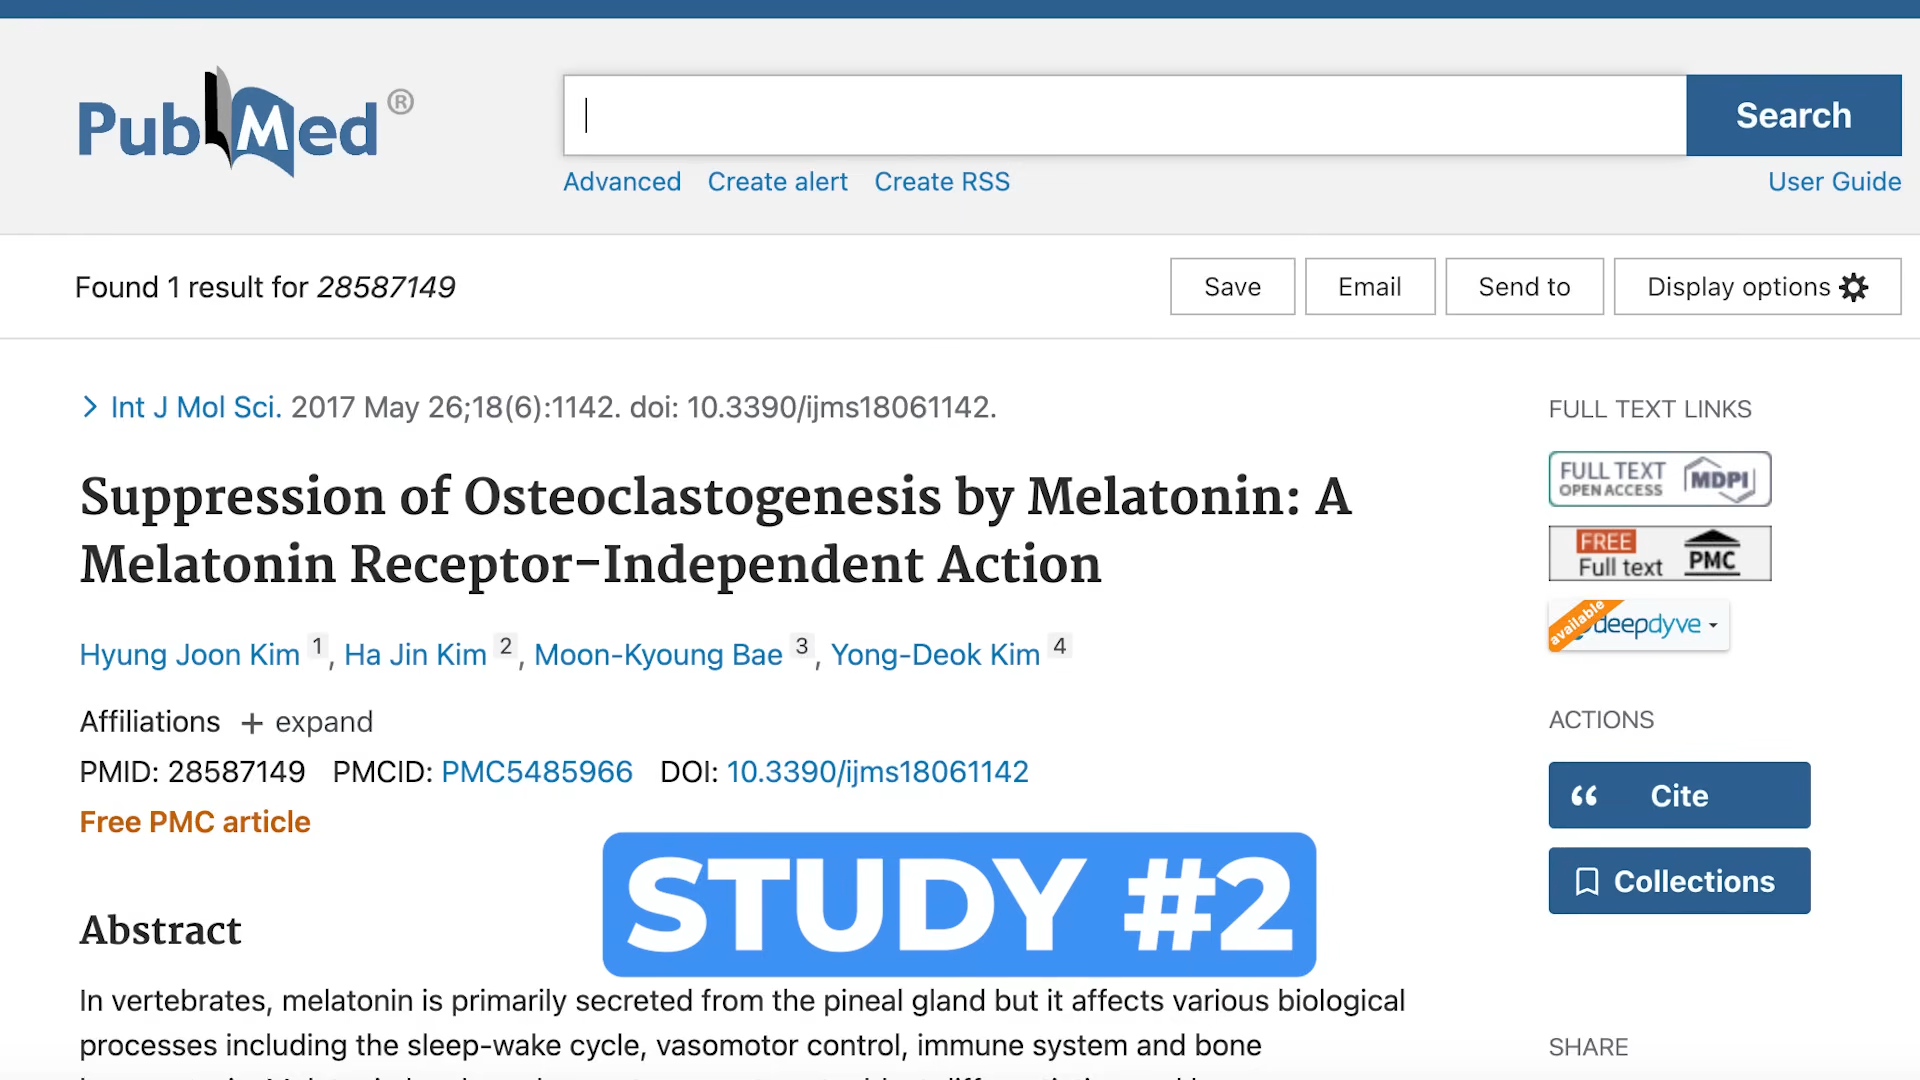 PubMed®
Search
Advanced Create alert Create RSS
User Guide
Found 1 result for 28587149
Save Email Send to Display options
Int J Mol Sci. 2017 May 26;18(6):1142. doi: 10.3390/ijms18061142.
Suppression of Osteoclastogenesis by Melatonin: A
Melatonin Receptor-Independent Action
Hyung Joon Kim 1, Ha Jin Kim 2, Moon-Kyoung Bae 3, Yong-Deok Kim 4
Affiliations + expand
PMID: 28587149 PMCID: PMC5485966 DOI: 10.3390/ijms18061142
Free PMC article
STUDY #2
Abstract
In vertebrates, melatonin is primarily secreted from the pineal gland but it affects various biological
processes including the sleep-wake cycle, vasomotor control, immune system and bone
FULL TEXT LINKS
FULL TEXT
OPEN ACCESS
MDPI
FREE
Full text
PMC
available
deepdyve
ACTIONS
Cite
Collections
SHARE